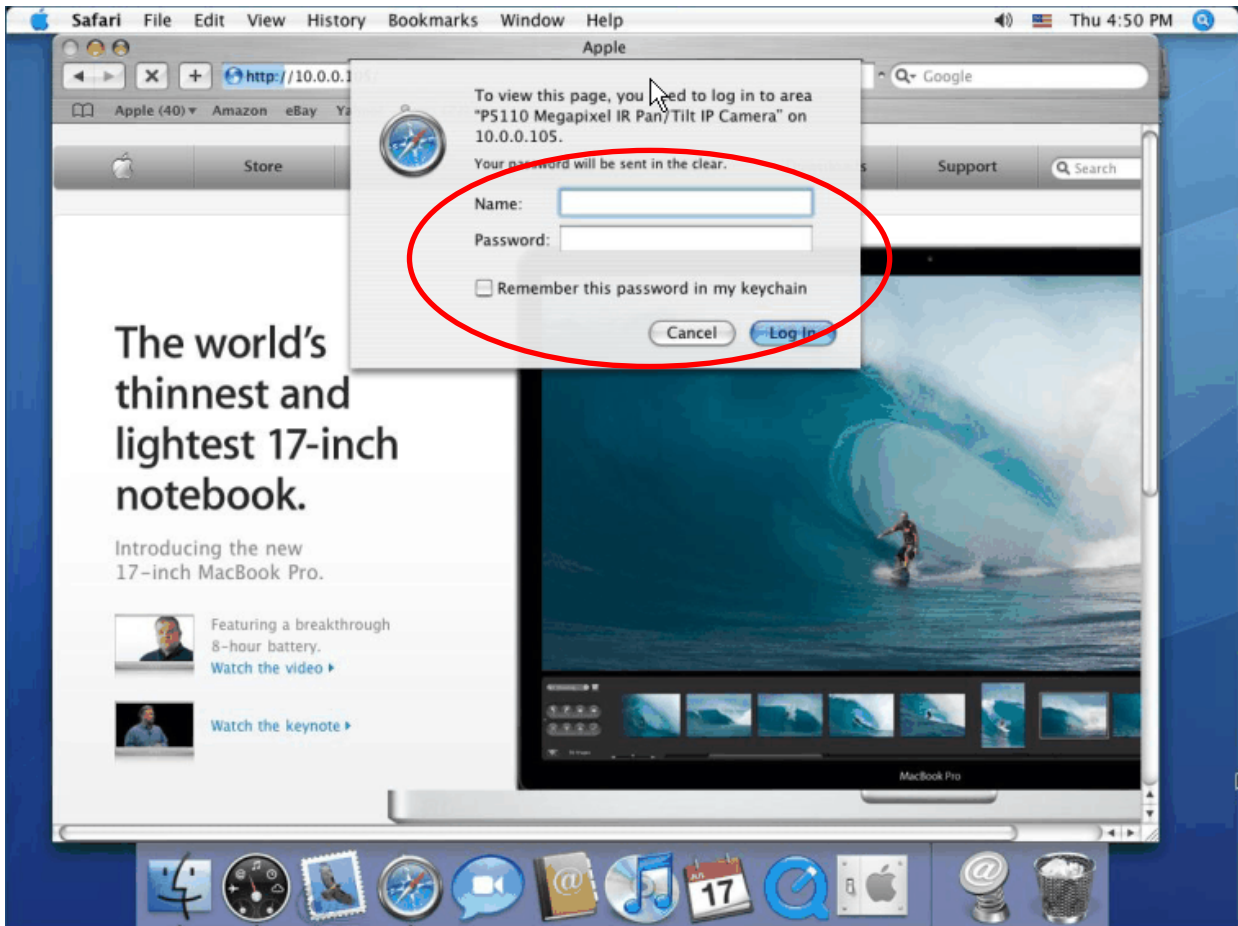 Safari File Edit View History Bookmarks Window Help Thu 4:50 PM
Apple
http://10.0.0.1 Google
Apple (40) Amazon eBay
To view this page, you need to log in to area
"P5110 Megapixel IR Pan/Tilt IP Camera" on
10.0.0.105.
Your password will be sent in the clear.
Store Support Search
Name:
Password:
Remember this password in my keychain
Cancel Log In
The world's
thinnest and
lightest 17-inch
notebook.
Introducing the new
17-inch MacBook Pro.
Featuring a breakthrough
8-hour battery.
Watch the video
Watch the keynote
MacBook Pro
JUL
17